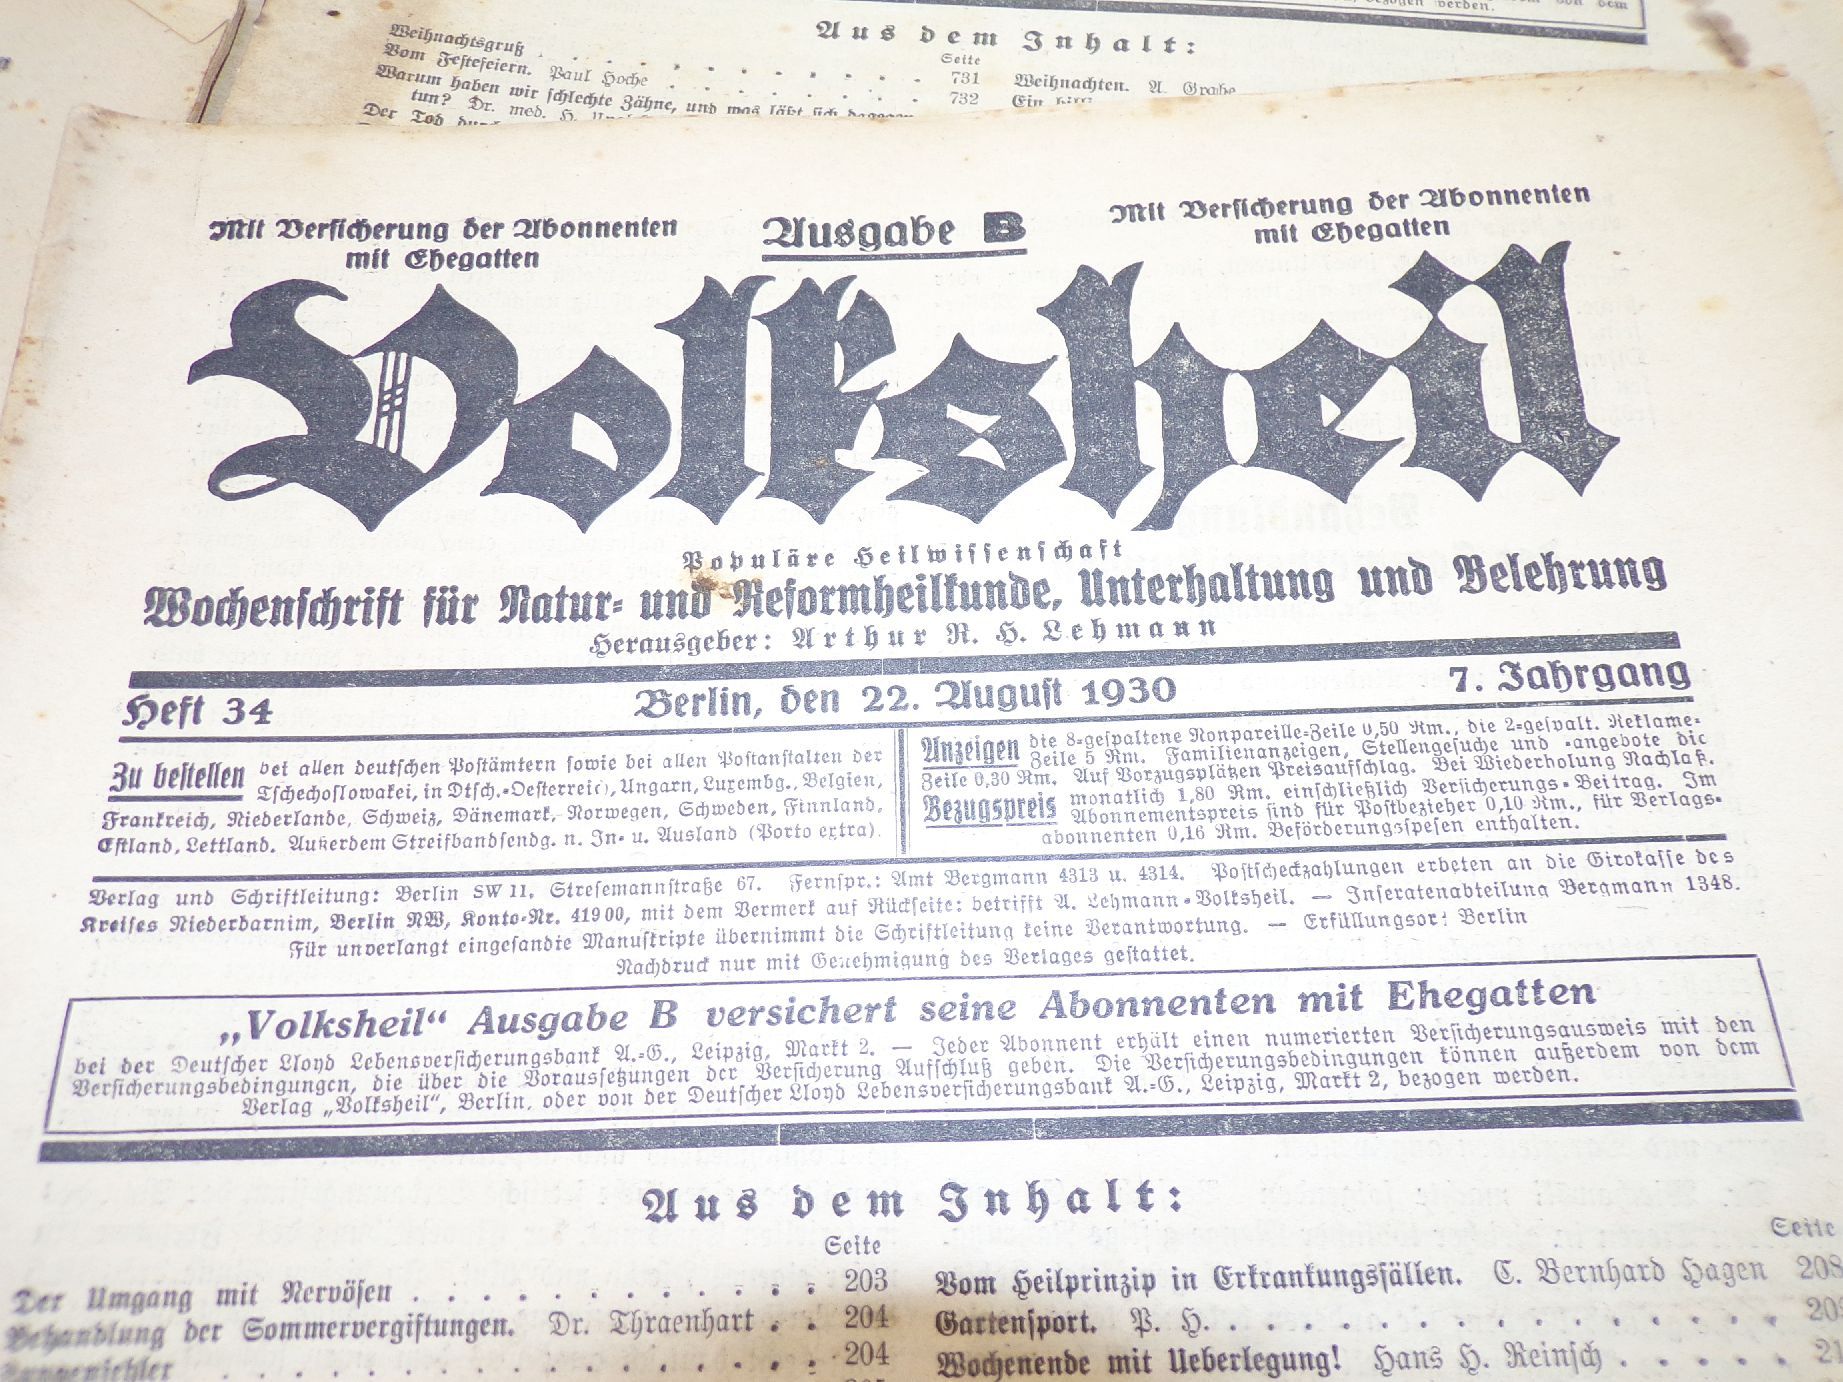 bezogen werden.
Aus dem Inhalt:
Seite
Weihnachtsgruß . . . . . . . . . . 731
Vom Festefeiern. Paul Hoche . . . . . . . 732
Warum haben wir schlechte Zähne, und was läßt sich dagegen
tun? Dr. med. H.
Der Tod
Weihnachten. A. Grabe
Ein
Mit Versicherung der Abonnenten
mit Ehegatten
Ausgabe B
Mit Versicherung der Abonnenten
mit Ehegatten
Volksheil
Populäre Heilwissenschaft
Wochenschrift für Natur- und Reformheilkunde, Unterhaltung und Belehrung
Herausgeber: Arthur R. H. Lehmann
Heft 34
Berlin, den 22. August 1930
7. Jahrgang
Zu bestellen bei allen deutschen Postämtern sowie bei allen Postanstalten der
Tschechoslowakei, in Dtsch.-Oesterreich, Ungarn, Luxembg., Belgien,
Frankreich, Niederlande, Schweiz, Dänemark, Norwegen, Schweden, Finnland,
Estland, Lettland. Außerdem Streifbandsendg. n. In- u. Ausland (Porto extra).
Anzeigen die 8-gespaltene Nonpareille-Zeile 0,50 Rm., die 2-gespalt. Reklame-
Zeile 5 Rm. Familienanzeigen, Stellengesuche und -angebote die
Zeile 0,30 Rm. Auf Vorzugsplätzen Preisaufschlag. Bei Wiederholung Nachlaß.
Bezugspreis monatlich 1,80 Rm. einschließlich Versicherungs-Beitrag. Im
Abonnementspreis sind für Postbezieher 0,10 Rm., für Verlags-
abonnenten 0,16 Rm. Beförderungsspesen enthalten.
Verlag und Schriftleitung: Berlin SW 11, Stresemannstraße 67. Fernspr.: Amt Bergmann 4313 u. 4314. Postscheckzahlungen erbeten an die Girokasse des
Kreises Niederbarnim, Berlin NW, Konto-Nr. 41900, mit dem Vermerk auf Rückseite: betrifft A. Lehmann-Volksheil. — Inseratenabteilung Bergmann 1348.
Für unverlangt eingesandte Manuskripte übernimmt die Schriftleitung keine Verantwortung. — Erfüllungsort Berlin
Nachdruck nur mit Genehmigung des Verlages gestattet.
„Volksheil“ Ausgabe B versichert seine Abonnenten mit Ehegatten
bei der Deutscher Lloyd Lebensversicherungsbank A.-G., Leipzig, Markt 2. — Jeder Abonnent erhält einen numerierten Versicherungsausweis mit den
Versicherungsbedingungen, die über die Voraussetzungen der Versicherung Aufschluß geben. Die Versicherungsbedingungen können außerdem von dem
Verlag „Volksheil“, Berlin, oder von der Deutscher Lloyd Lebensversicherungsbank A.-G., Leipzig, Markt 2, bezogen werden.
Aus dem Inhalt:
Seite
Der Umgang mit Nervösen . . . . . . . . . . . 203
Behandlung der Sommervergiftungen. Dr. Thraenhart . . 204
. . . . . . . . . . 204
Seite
Vom Heilprinzip in Erkrankungsfällen. C. Bernhard Hagen 208
Gartensport. P. H. . . . . . . . . . . . . . .
Wochenende mit Ueberlegung! Hans H. Reinsch . . . . .